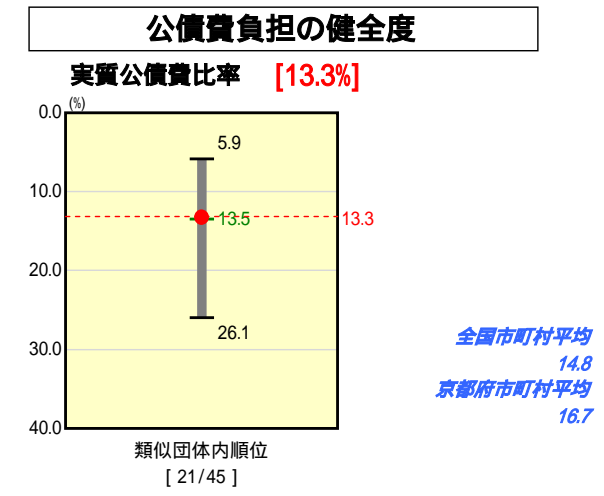 公債費負担の健全度
実質公債費比率 [13.3%]
(%)
0.0
5.9
10.0
13.5
13.3
20.0
26.1
30.0
40.0
全国市町村平均
14.8
京都府市町村平均
16.7
類似団体内順位
[ 21/45 ]